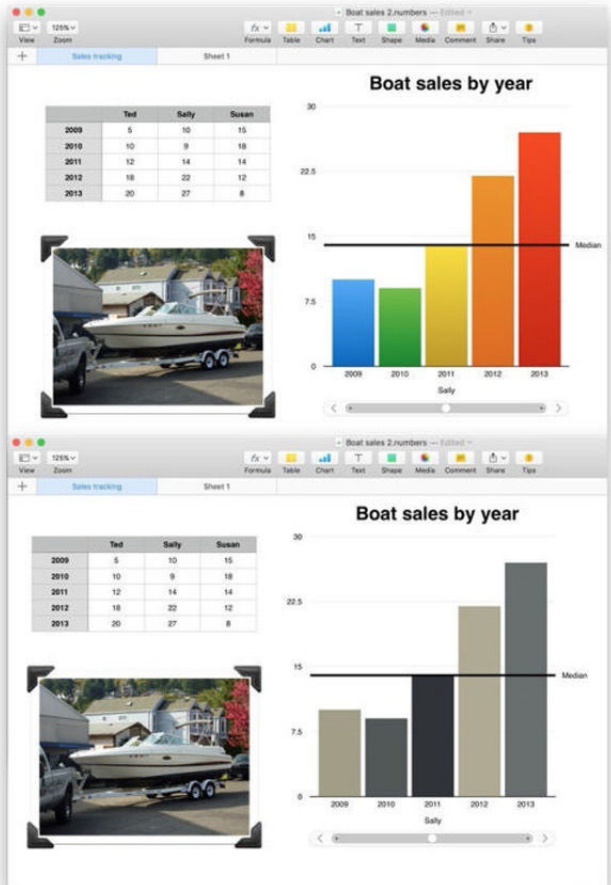 Boat sales 2.numbers — Edited
125%
View Zoom Formula Table Chart Text Shape Media Comment Share Tips
Sales tracking Sheet 1
Boat sales by year
Ted Sally Susan
2009 5 10 15
2010 10 9 18
2011 12 14 14
2012 18 22 12
2013 20 27 8
30
22.5
15
Median
7.5
0
2009 2010 2011 2012 2013
Sally
Boat sales 2.numbers — Edited
125%
View Zoom Formula Table Chart Text Shape Media Comment Share Tips
Sales tracking Sheet 1
Boat sales by year
Ted Sally Susan
2009 5 10 15
2010 10 9 18
2011 12 14 14
2012 18 22 12
2013 20 27 8
30
22.5
15
Median
7.5
0
2009 2010 2011 2012 2013
Sally